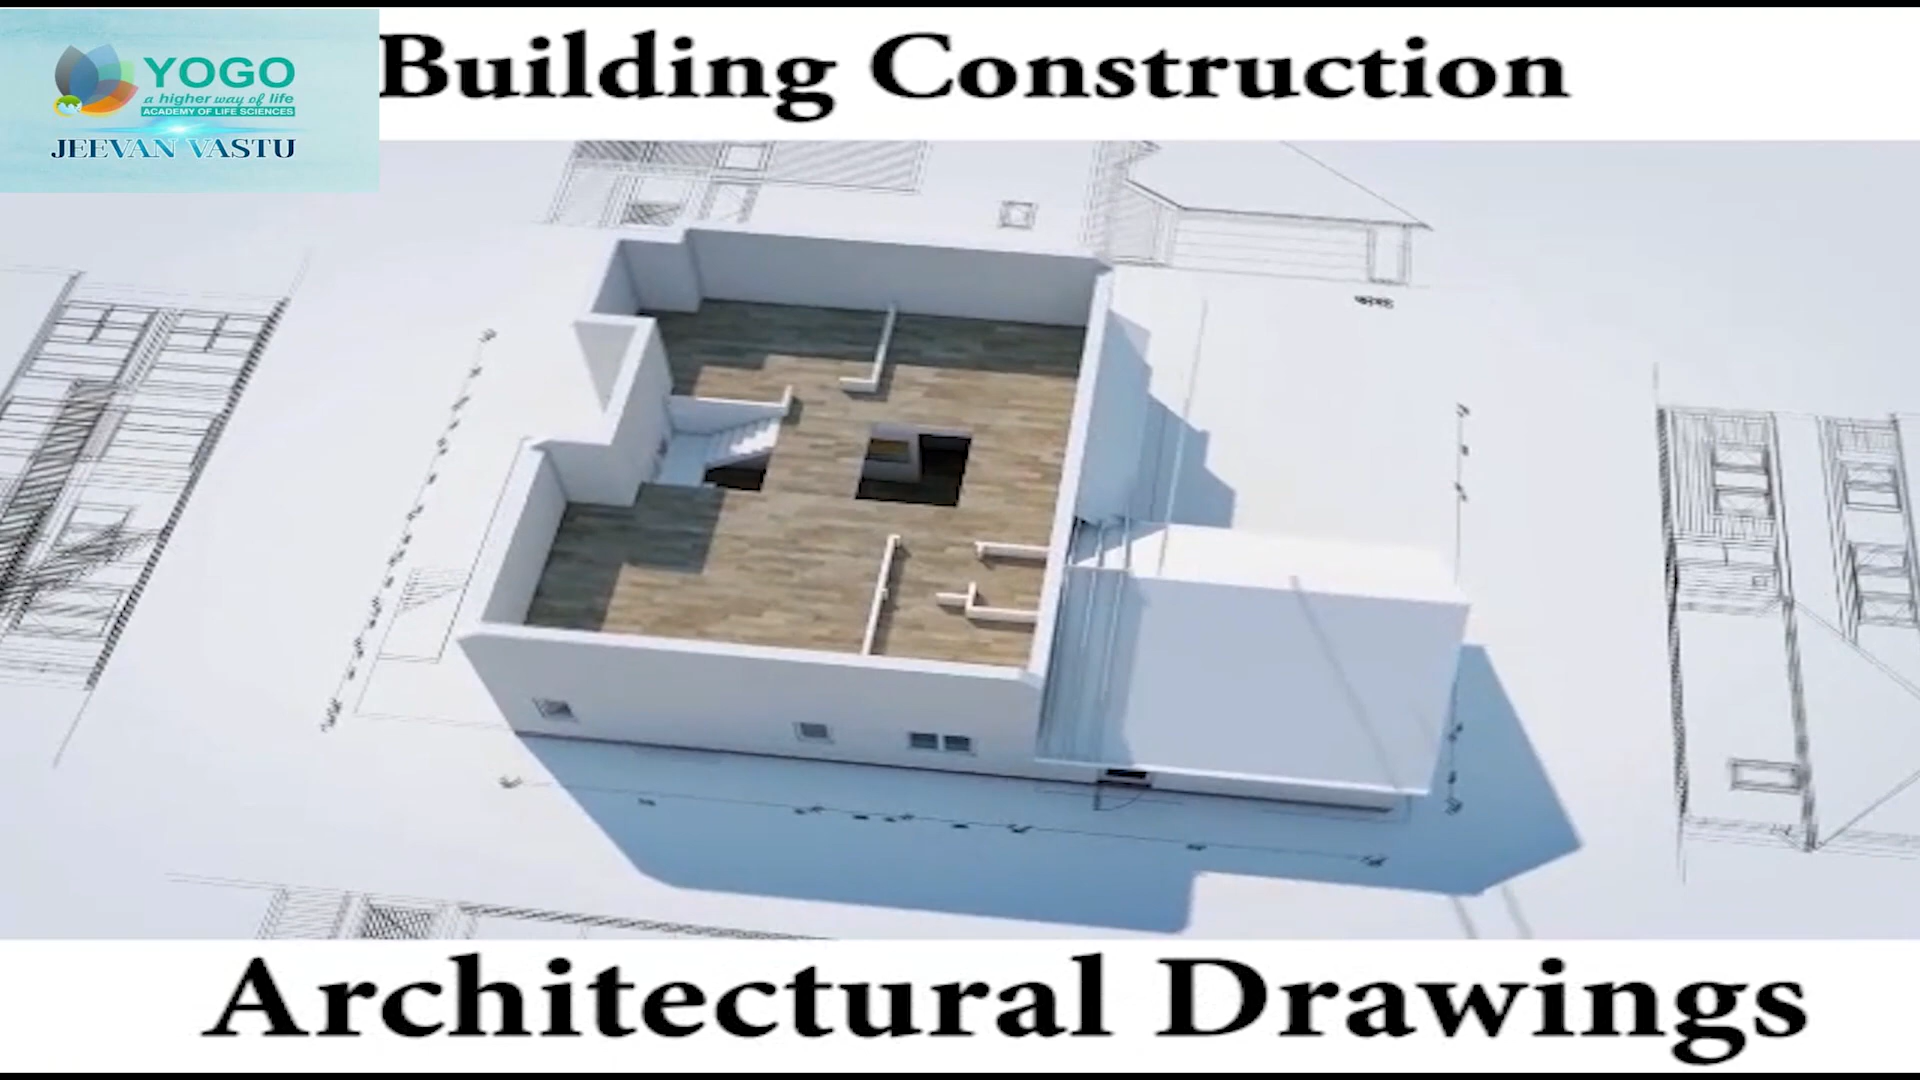 Building Construction
YOGO
a higher way of life
ACADEMY OF LIFE SCIENCES
JEEVAN VASTU
Architectural Drawings